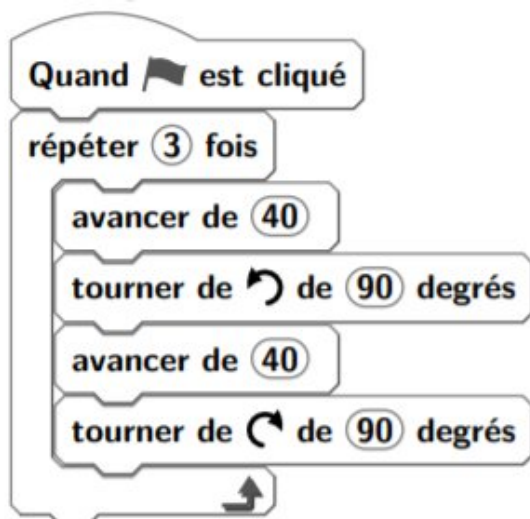 Quand est cliqué
répéter 3 fois
avancer de 40
tourner de de 90 degrés
avancer de 40
tourner de de 90 degrés